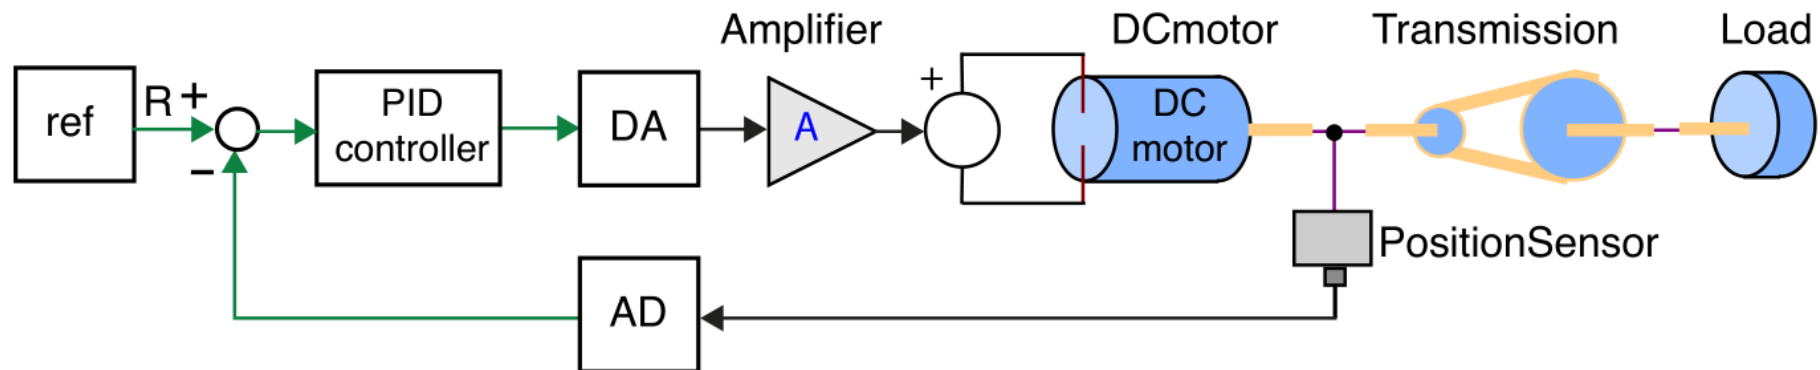 Amplifier
DCmotor
Transmission
Load
ref
R
+
−
PID
controller
DA
A
+
DC
motor
PositionSensor
AD